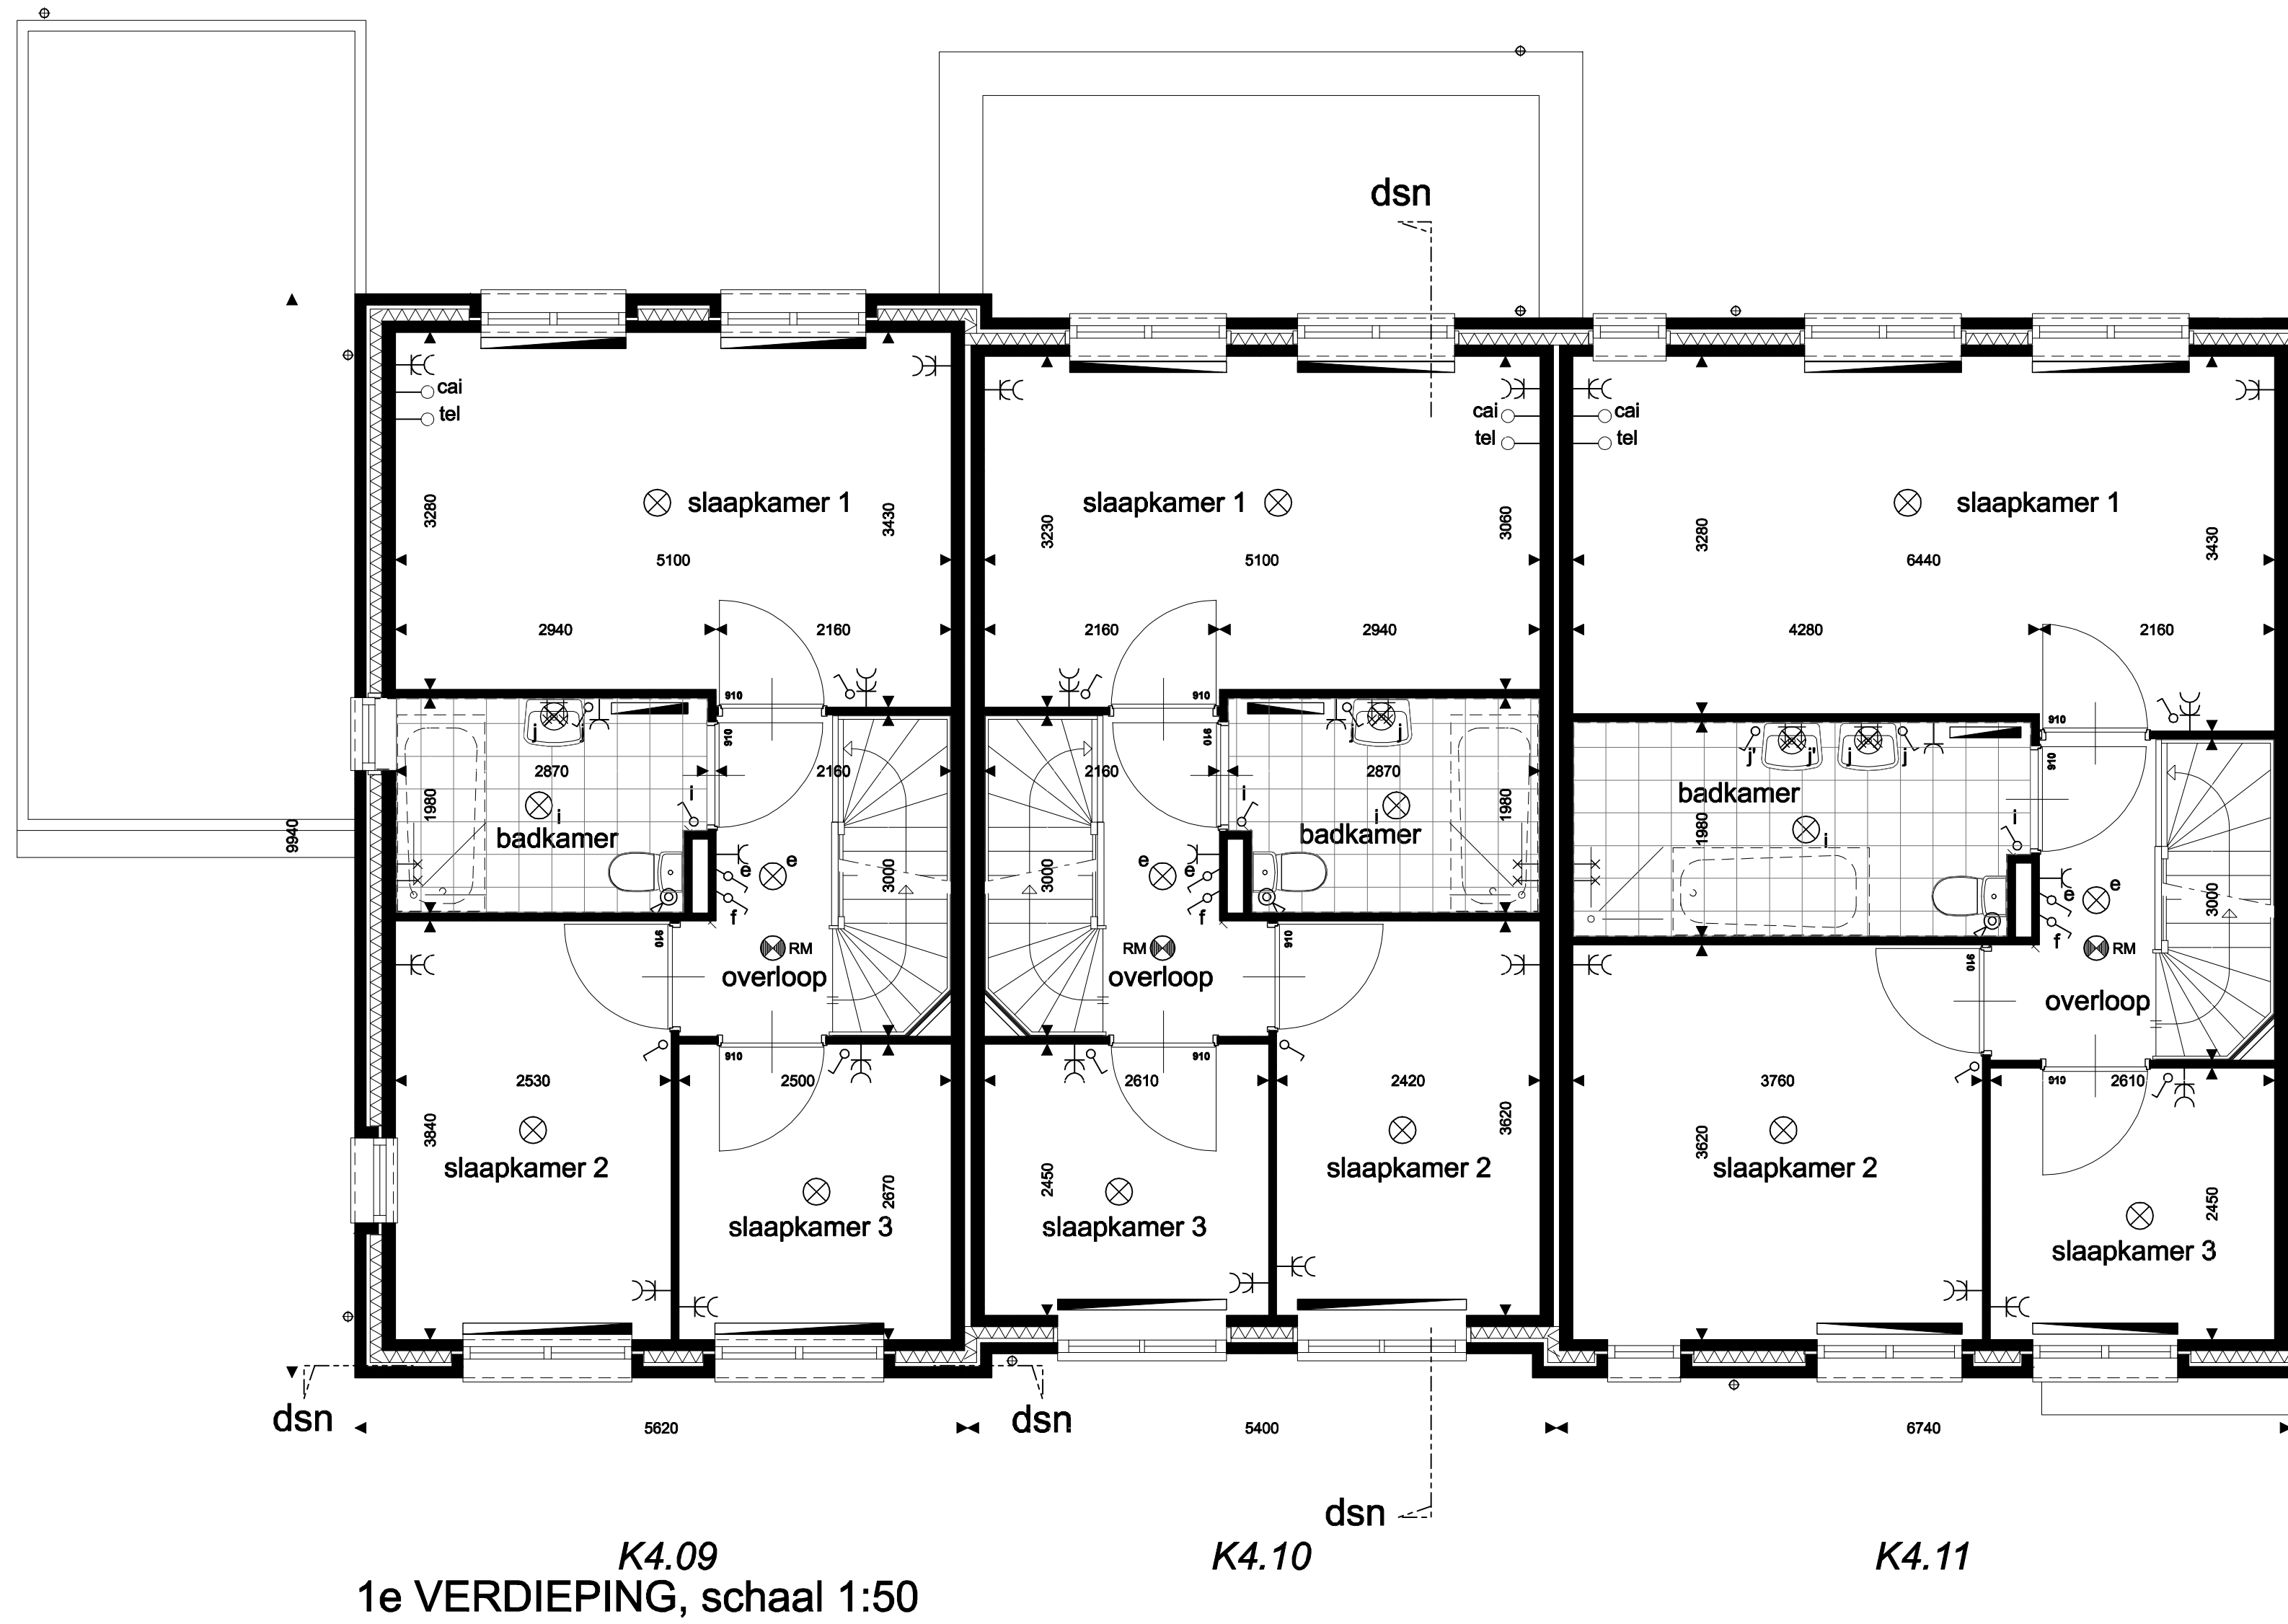 dsn
cai
tel
cai
tel
cai
tel
slaapkamer 1
slaapkamer 1
slaapkamer 1
3280
3430
3230
3060
3280
3430
5100
5100
6440
2940
2160
2160
2940
4280
2160
910
910
910
910
910
910
j
j
j
j
j'
j'
j
j
2870
2160
2160
2870
badkamer
1980
i
i
badkamer
1980
i
i
badkamer
1980
i
i
9940
3000
3000
3000
e
e
f
e
e
f
e
e
f
RM
RM
RM
overloop
overloop
overloop
910
910
910
910
910
910
2530
2500
2610
2420
3760
2610
3840
2670
2450
3620
3620
2450
slaapkamer 2
slaapkamer 2
slaapkamer 2
slaapkamer 3
slaapkamer 3
slaapkamer 3
dsn
dsn
5620
5400
6740
dsn
K4.09
K4.10
K4.11
1e VERDIEPING, schaal 1:50